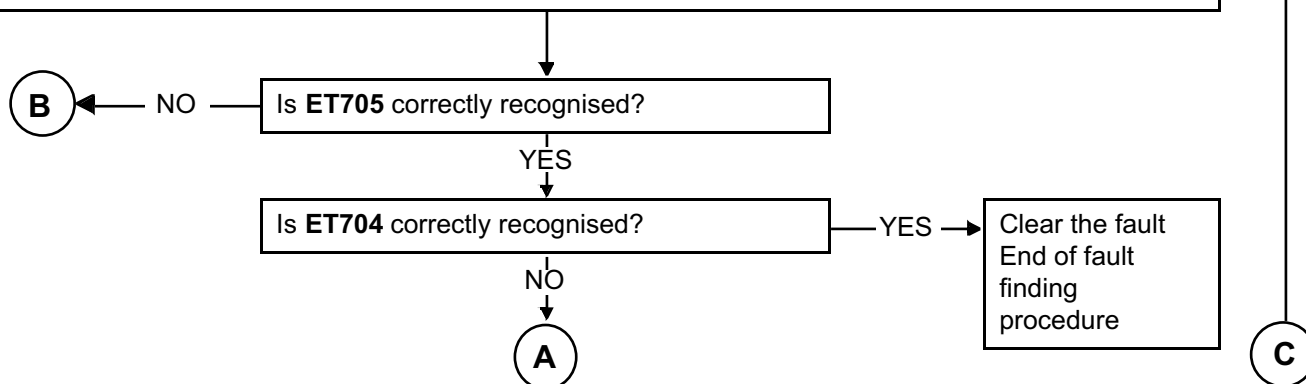 B
NO
Is ET705 correctly recognised?
YES
Is ET704 correctly recognised?
YES
Clear the fault
End of fault
finding
procedure
NO
A
C